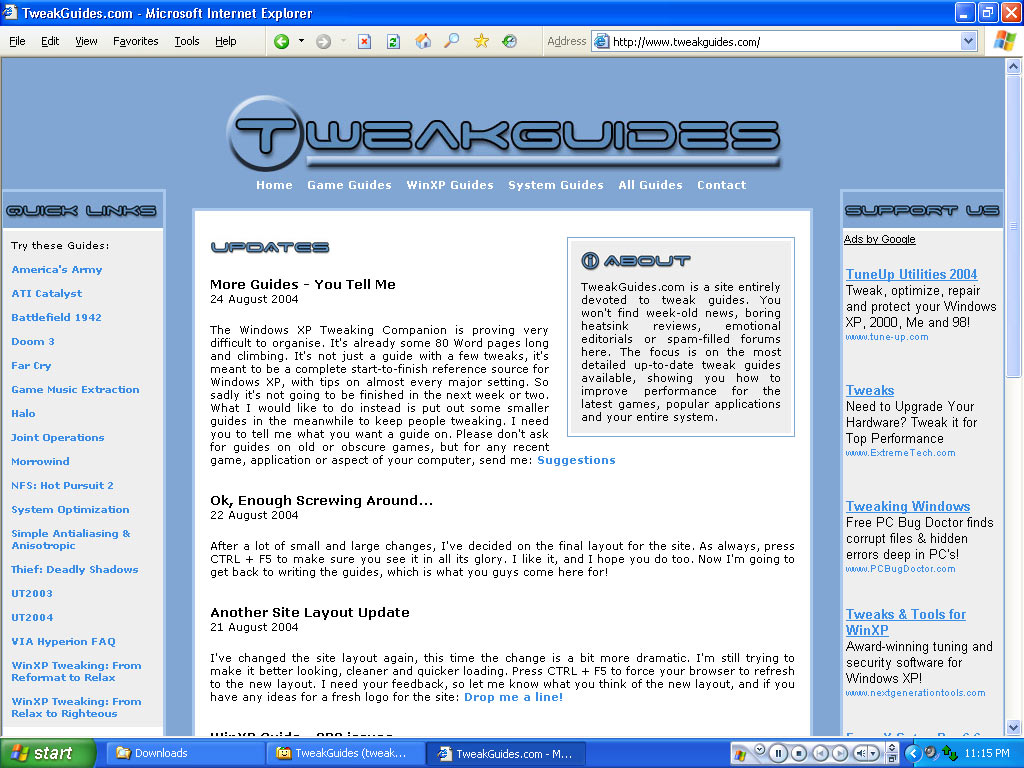 TweakGuides.com - Microsoft Internet Explorer
File Edit View Favorites Tools Help
Address http://www.tweakguides.com/
TWEAKGUIDES
Home Game Guides WinXP Guides System Guides All Guides Contact
QUICK LINKS
Try these Guides:
America's Army
ATI Catalyst
Battlefield 1942
Doom 3
Far Cry
Game Music Extraction
Halo
Joint Operations
Morrowind
NFS: Hot Pursuit 2
System Optimization
Simple Antialiasing &
Anisotropic
Thief: Deadly Shadows
UT2003
UT2004
VIA Hyperion FAQ
WinXP Tweaking: From
Reformat to Relax
WinXP Tweaking: From
Relax to Righteous
UPDATES
More Guides - You Tell Me
24 August 2004
The Windows XP Tweaking Companion is proving very
difficult to organise. It's already some 80 Word pages long
and climbing. It's not just a guide with a few tweaks, it's
meant to be a complete start-to-finish reference source for
Windows XP, with tips on almost every major setting. So
sadly it's not going to be finished in the next week or two.
What I would like to do instead is put out some smaller
guides in the meanwhile to keep people tweaking. I need
you to tell me what you want a guide on. Please don't ask
for guides on old or obscure games, but for any recent
game, application or aspect of your computer, send me: Suggestions
ABOUT
TweakGuides.com is a site entirely
devoted to tweak guides. You
won't find week-old news, boring
heatsink reviews, emotional
editorials or spam-filled forums
here. The focus is on the most
detailed up-to-date tweak guides
available, showing you how to
improve performance for the
latest games, popular applications
and your entire system.
Ok, Enough Screwing Around...
22 August 2004
After a lot of small and large changes, I've decided on the final layout for the site. As always, press
CTRL + F5 to make sure you see it in all its glory. I like it, and I hope you do too. Now I'm going to
get back to writing the guides, which is what you guys come here for!
Another Site Layout Update
21 August 2004
I've changed the site layout again, this time the change is a bit more dramatic. I'm still trying to
make it better looking, cleaner and quicker loading. Press CTRL + F5 to force your browser to refresh
to the new layout. I need your feedback, so let me know what you think of the new layout, and if you
have any ideas for a fresh logo for the site: Drop me a line!
SUPPORT US
Ads by Google
TuneUp Utilities 2004
Tweak, optimize, repair
and protect your Windows
XP, 2000, Me and 98!
www.tune-up.com
Tweaks
Need to Upgrade Your
Hardware? Tweak it for
Top Performance
www.ExtremeTech.com
Tweaking Windows
Free PC Bug Doctor finds
corrupt files & hidden
errors deep in PC's!
www.PCBugDoctor.com
Tweaks & Tools for
WinXP
Award-winning tuning and
security software for
Windows XP!
www.nextgenerationtools.com
start Downloads TweakGuides (tweak... TweakGuides.com - M... 11:15 PM